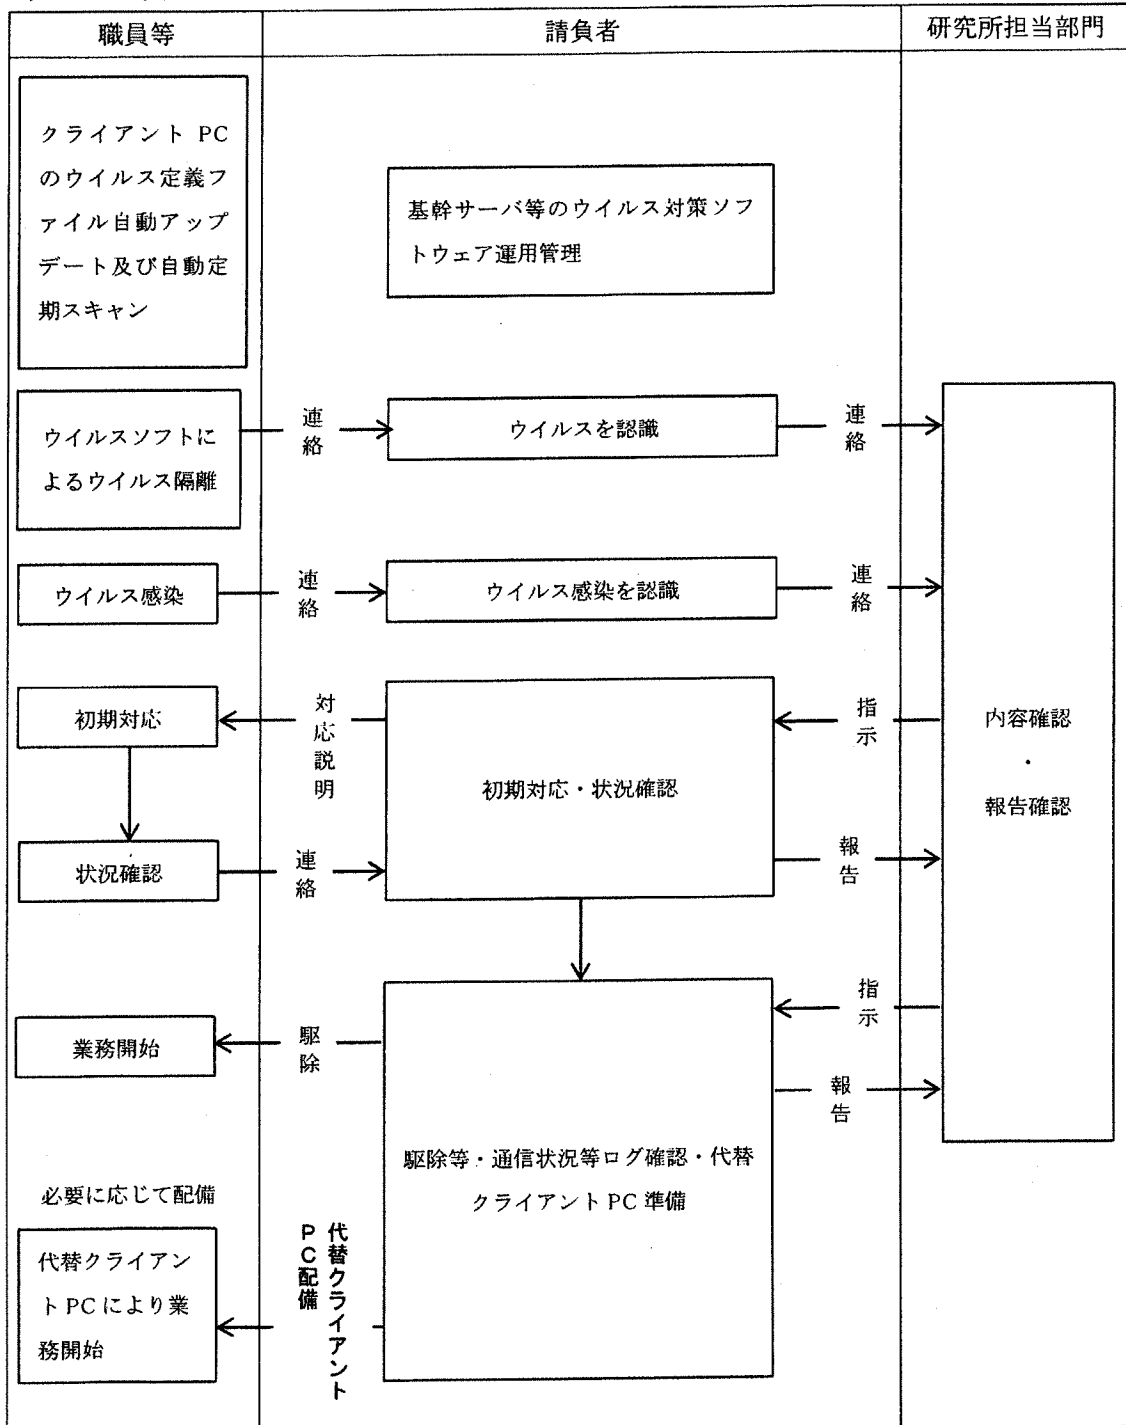 職員等
請負者
研究所担当部門
クライアント PC
のウイルス定義フ
ァイル自動アップ
デート及び自動定
期スキャン
基幹サーバ等のウイルス対策ソフ
トウェア運用管理
ウイルスソフトに
よるウイルス隔離
連絡
ウイルスを認識
連絡
ウイルス感染
連絡
ウイルス感染を認識
連絡
初期対応
対応説明
初期対応・状況確認
指示
内容確認
・
報告確認
状況確認
連絡
報告
業務開始
駆除
指示
報告
駆除等・通信状況等ログ確認・代替
クライアント PC 準備
必要に応じて配備
代替クライアン
ト PC により業
務開始
代替クライアント
PC配備